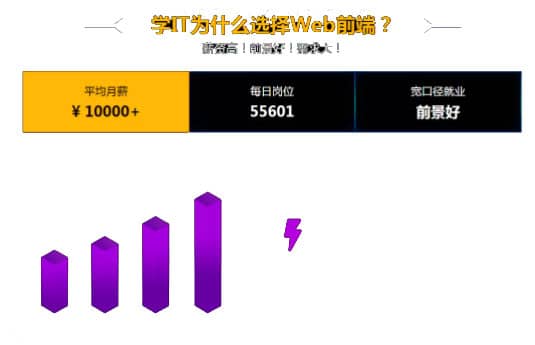 学IT为什么选择Web前端？
薪资高！前景好！需求大！
平均月薪
¥ 10000+
每日岗位
55601
宽口径就业
前景好